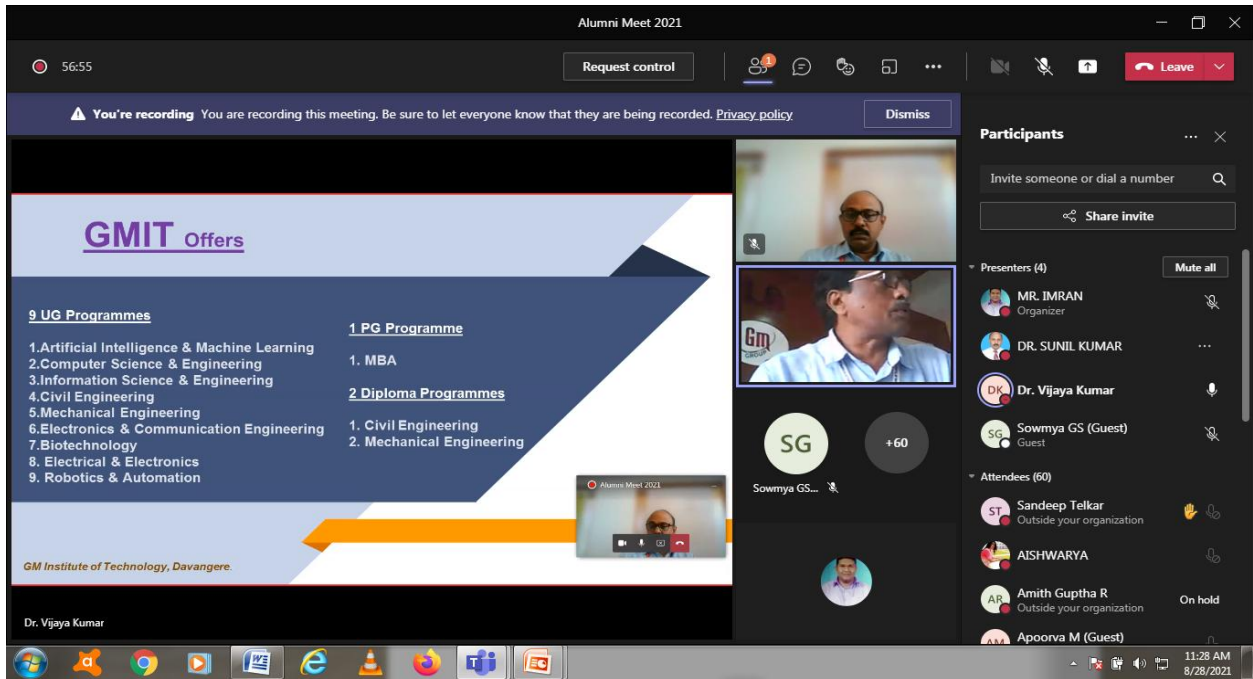 Alumni Meet 2021
56:55
Request control
1
Leave
You're recording You are recording this meeting. Be sure to let everyone know that they are being recorded. Privacy policy
Dismiss
GMIT Offers
9 UG Programmes
1.Artificial Intelligence & Machine Learning
2.Computer Science & Engineering
3.Information Science & Engineering
4.Civil Engineering
5.Mechanical Engineering
6.Electronics & Communication Engineering
7.Biotechnology
8. Electrical & Electronics
9. Robotics & Automation
1 PG Programme
1. MBA
2 Diploma Programmes
1. Civil Engineering
2. Mechanical Engineering
Alumni Meet 2021
GM Institute of Technology, Davangere.
Dr. Vijaya Kumar
Gm
GROUP
SG
+60
Sowmya GS...
Participants
Invite someone or dial a number
Share invite
Presenters (4)
Mute all
MR. IMRAN
Organizer
DR. SUNIL KUMAR
DK
Dr. Vijaya Kumar
SG
Sowmya GS (Guest)
Guest
Attendees (60)
ST
Sandeep Telkar
Outside your organization
AISHWARYA
AR
Amith Guptha R
Outside your organization
On hold
AM
Apoorva M (Guest)
11:28 AM
8/28/2021